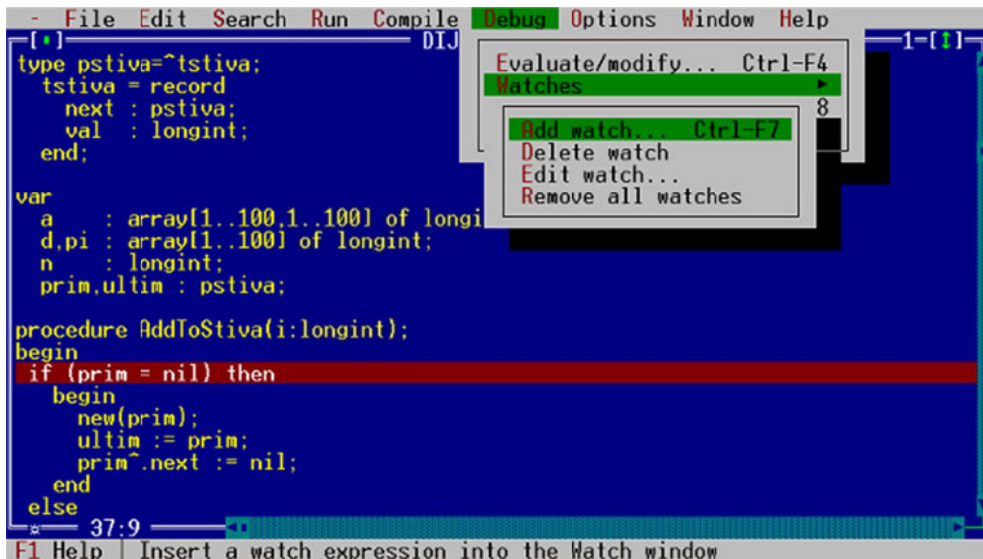 - File Edit Search Run Compile Debug Options Window Help
[•] DIJ 1=[↕]
type pstiva=^tstiva;
tstiva = record
next : pstiva;
val : longint;
end;
Evaluate/modify... Ctrl-F4
Watches ►
8
Add watch... Ctrl-F7
Delete watch
Edit watch...
Remove all watches
var
a : array[1..100,1..100] of longi
d,pi : array[1..100] of longint;
n : longint;
prim,ultim : pstiva;
procedure AddToStiva(i:longint);
begin
if (prim = nil) then
begin
new(prim);
ultim := prim;
prim^.next := nil;
end
else
37:9
F1 Help | Insert a watch expression into the Watch window